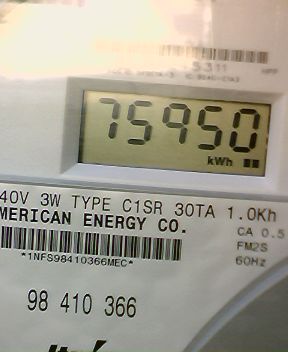 5311
75950
kWh
40V 3W TYPE C1SR 30TA 1.0Kh
MERICAN ENERGY CO.
CA 0.5
FM2S
60Hz
*1NFS98410366MEC*
98 410 366